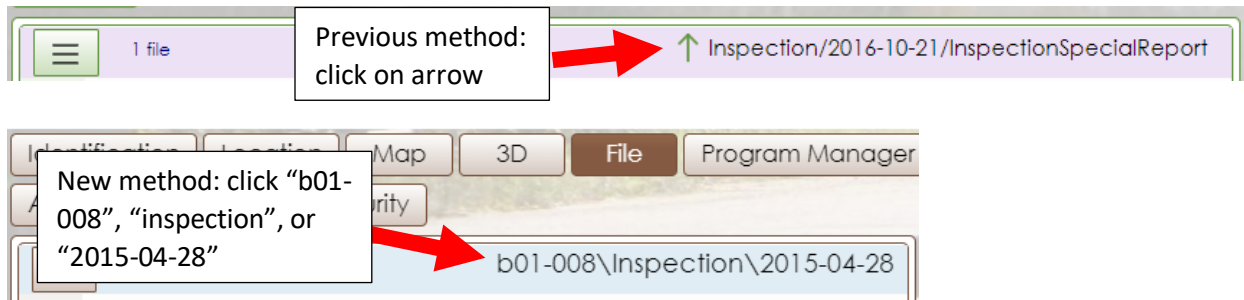 1 file
Previous method:
click on arrow
Inspection/2016-10-21/InspectionSpecialReport
Map 3D File Program Manager
New method: click “b01-
008”, “inspection”, or
“2015-04-28”
b01-008\Inspection\2015-04-28